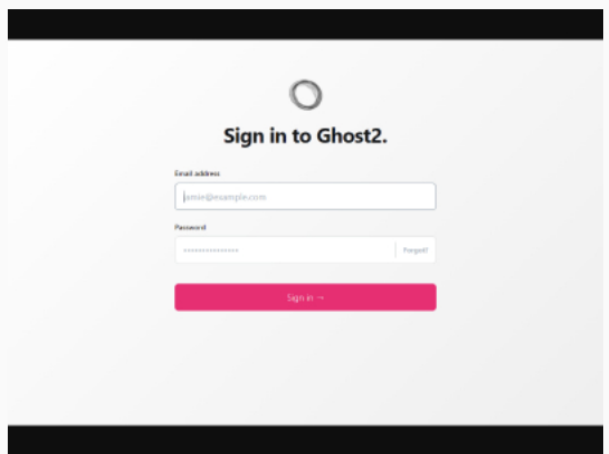 Sign in to Ghost2.
Email address
jamie@example.com
Password
•••••••••••••••
Forgot?
Sign in →